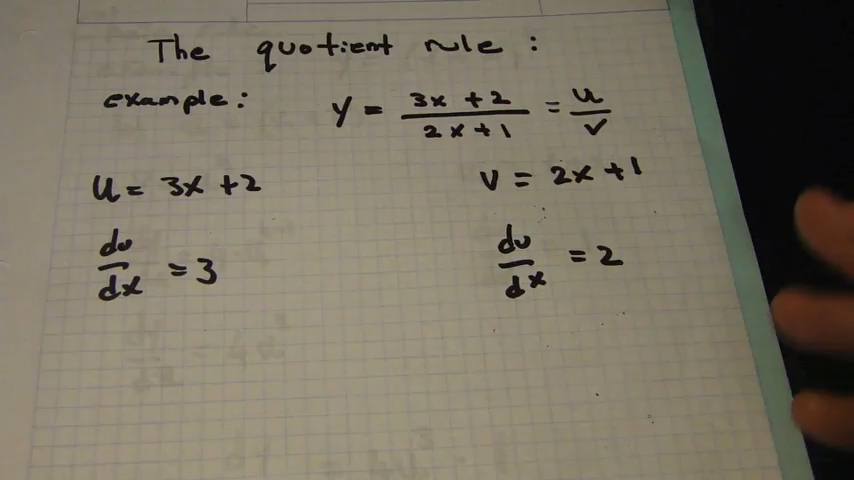 The quotient rule :
example: y = (3x + 2)/(2x + 1) = u/v
u = 3x + 2 v = 2x + 1
du/dx = 3 dv/dx = 2